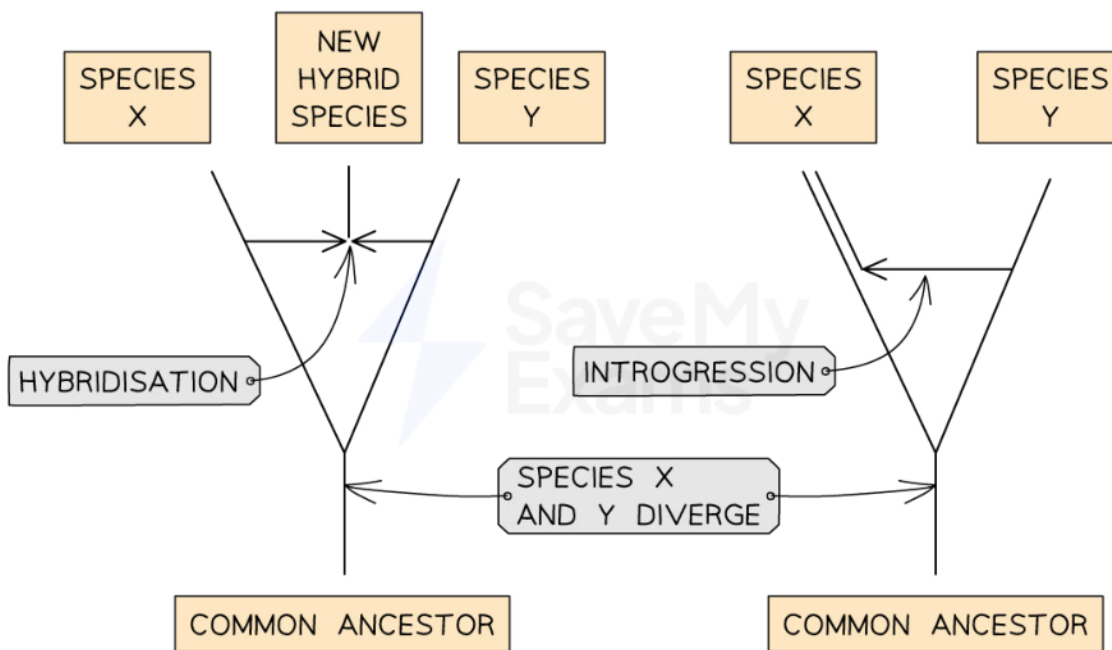 SPECIES
X
NEW
HYBRID
SPECIES
SPECIES
Y
SPECIES
X
SPECIES
Y
HYBRIDISATION
INTROGRESSION
SaveMy
Exams
SPECIES X
AND Y DIVERGE
COMMON ANCESTOR
COMMON ANCESTOR